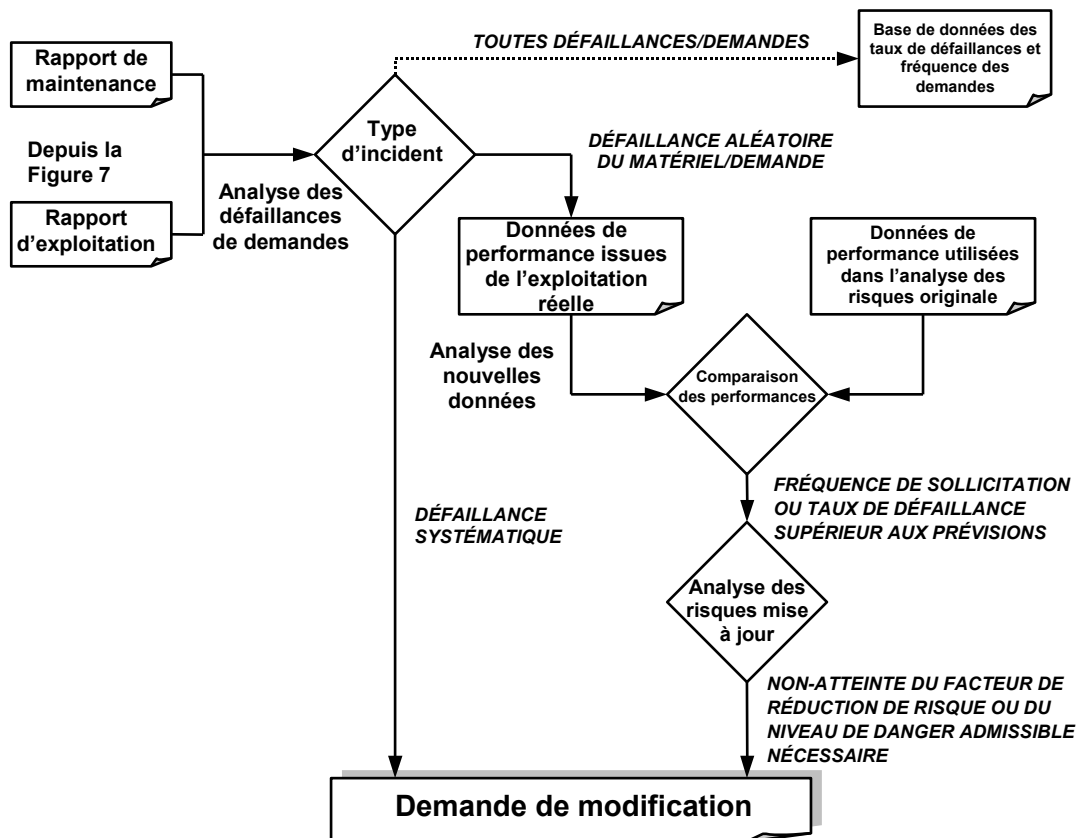 Rapport de
maintenance
Depuis la
Figure 7
Rapport
d'exploitation
Analyse des
défaillances
de demandes
Type
d'incident
TOUTES DÉFAILLANCES/DEMANDES
Base de données des
taux de défaillances et
fréquence des
demandes
DÉFAILLANCE ALÉATOIRE
DU MATÉRIEL/DEMANDE
Données de
performance issues
de l'exploitation
réelle
Données de
performance utilisées
dans l'analyse des
risques originale
Analyse des
nouvelles
données
Comparaison
des performances
DÉFAILLANCE
SYSTÉMATIQUE
FRÉQUENCE DE SOLLICITATION
OU TAUX DE DÉFAILLANCE
SUPÉRIEUR AUX PRÉVISIONS
Analyse des
risques mise
à jour
NON-ATTEINTE DU FACTEUR DE
RÉDUCTION DE RISQUE OU DU
NIVEAU DE DANGER ADMISSIBLE
NÉCESSAIRE
Demande de modification